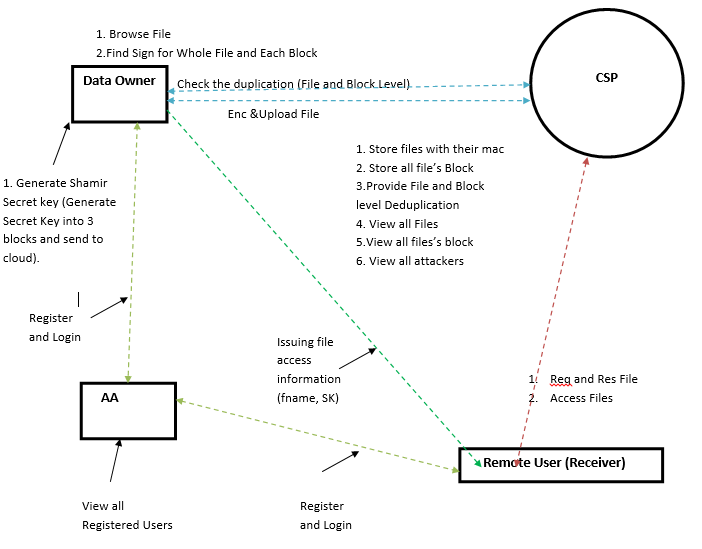 1. Browse File
2.Find Sign for Whole File and Each Block
Data Owner
Check the duplication (File and Block Level)
CSP
Enc &Upload File
1. Store files with their mac
2. Store all file's Block
3.Provide File and Block
level Deduplication
4. View all Files
5.View all files's block
6. View all attackers
1. Generate Shamir
Secret key (Generate
Secret Key into 3
blocks and send to
cloud).
Register
and Login
Issuing file
access
information
(fname, SK)
1. Req and Res File
2. Access Files
AA
Remote User (Receiver)
View all
Registered Users
Register
and Login